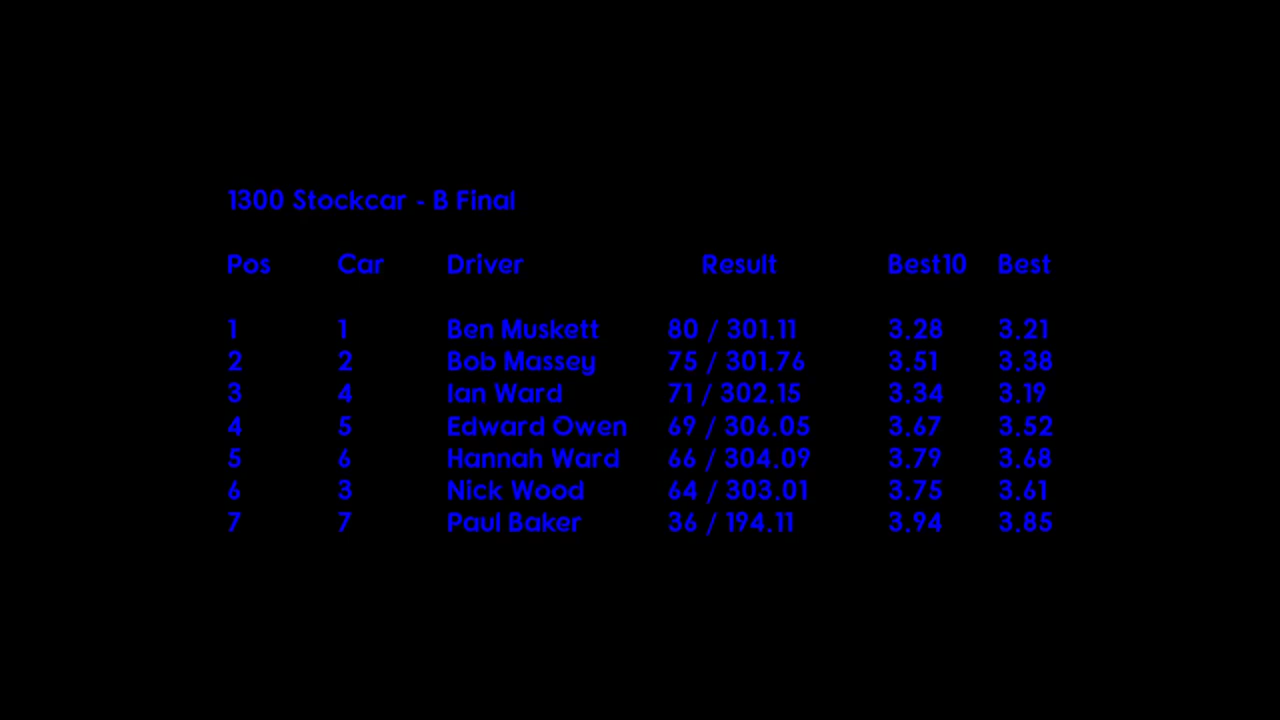 1300 Stockcar - B Final
Pos Car Driver Result Best10 Best
1 1 Ben Muskett 80 / 301.11 3.28 3.21
2 2 Bob Massey 75 / 301.76 3.51 3.38
3 4 Ian Ward 71 / 302.15 3.34 3.19
4 5 Edward Owen 69 / 306.05 3.67 3.52
5 6 Hannah Ward 66 / 304.09 3.79 3.68
6 3 Nick Wood 64 / 303.01 3.75 3.61
7 7 Paul Baker 36 / 194.11 3.94 3.85